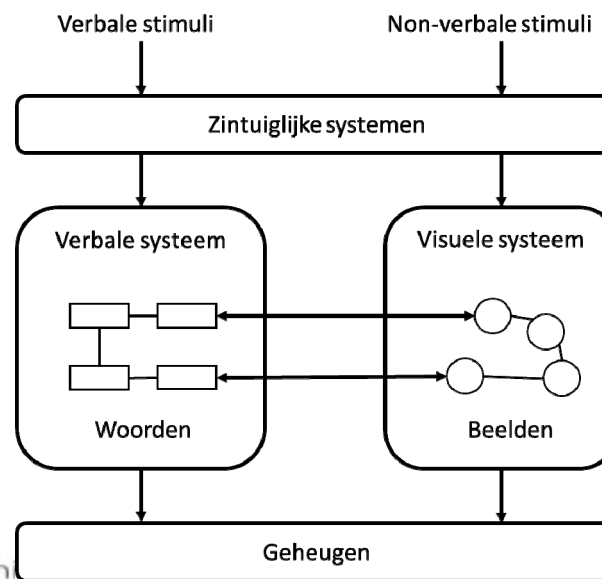 Verbale stimuli
Non-verbale stimuli
Zintuiglijke systemen
Verbale systeem
Visuele systeem
Woorden
Beelden
Geheugen